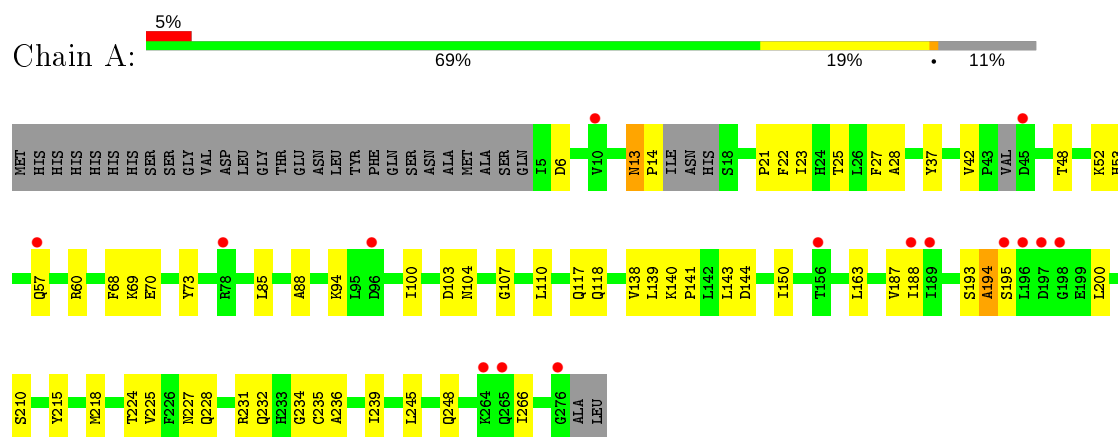 5%
Chain A:
69% 19% • 11%
MET HIS HIS HIS HIS HIS HIS SER SER GLY VAL ASP LEU GLY THR GLU ASN LEU TYR PHE GLN SER ASN ALA MET ALA SER GLN I5 D6 V10 N13 P14 ILE ASN HIS S18 P21 F22 I23 H24 T25 L26 F27 A28 Y37 V42 P43 VAL D45 T48 K52 H53
Q57 R60 F68 K69 E70 Y73 R78 L85 A88 K94 L95 D96 I100 D103 N104 G107 L110 Q117 Q118 V138 L139 K140 P141 L142 L143 D144 I150 T156 L163 V187 I188 I189 S193 A194 S195 L196 D197 G198 E199 L200
S210 Y215 M218 T224 V225 F226 N227 Q228 R231 Q232 H233 G234 C235 A236 I239 L245 Q248 K264 Q265 I266 G276 ALA LEU